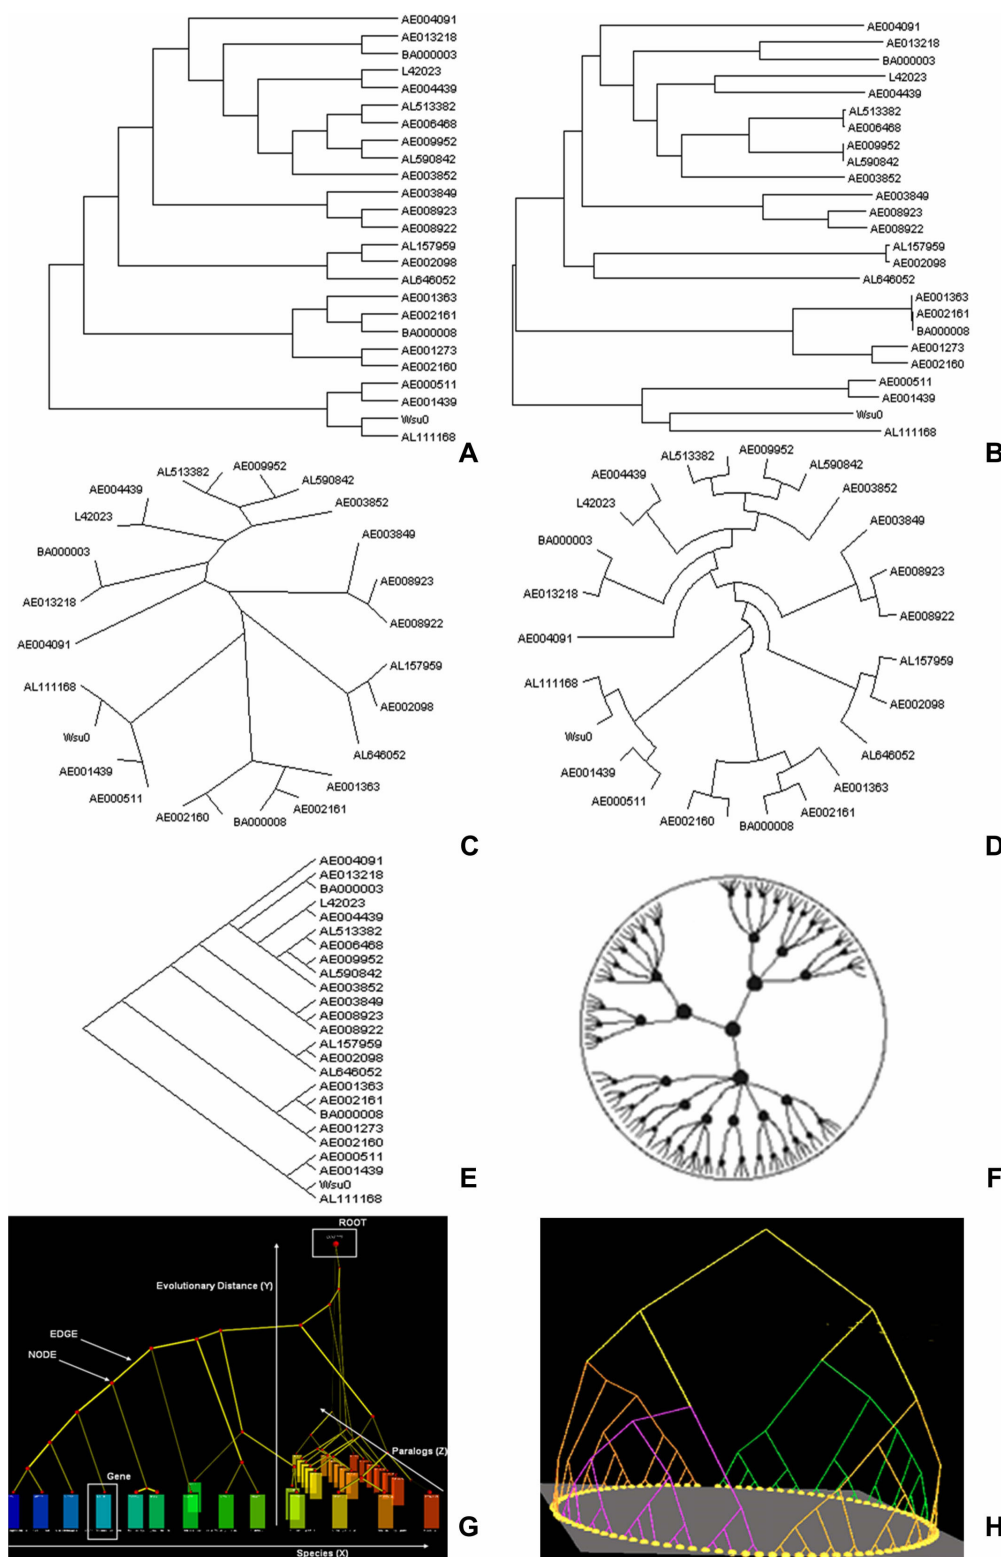 AE004091
AE013218
BA000003
L42023
AE004439
AL513382
AE006468
AE009952
AL590842
AE003852
AE003849
AE008923
AE008922
AL157959
AE002098
AL646052
AE001363
AE002161
BA000008
AE001273
AE002160
AE000511
AE001439
Wsu0
AL111168
A
AE004091
AE013218
BA000003
L42023
AE004439
AL513382
AE006468
AE009952
AL590842
AE003852
AE003849
AE008923
AE008922
AL157959
AE002098
AL646052
AE001363
AE002161
BA000008
AE001273
AE002160
AE000511
AE001439
Wsu0
AL111168
B
AE009952
AL513382
AL590842
AE004439
AE003852
L42023
AE003849
BA000003
AE008923
AE013218
AE008922
AE004091
AL157959
AL111168
AE002098
Wsu0
AL646052
AE001439
AE001363
AE000511
AE002161
AE002160
BA000008
C
AE009952
AL513382
AL590842
AE004439
AE003852
L42023
AE003849
BA000003
AE008923
AE013218
AE008922
AE004091
AL157959
AL111168
AE002098
Wsu0
AL646052
AE001439
AE001363
AE000511
AE002161
AE002160
BA000008
D
AE004091
AE013218
BA000003
L42023
AE004439
AL513382
AE006468
AE009952
AL590842
AE003852
AE003849
AE008923
AE008922
AL157959
AE002098
AL646052
AE001363
AE002161
BA000008
AE001273
AE002160
AE000511
AE001439
Wsu0
AL111168
E
F
ROOT
Evolutionary Distance (Y)
EDGE
NODE
Paralogs (Z)
Gene
Species (X)
G
H